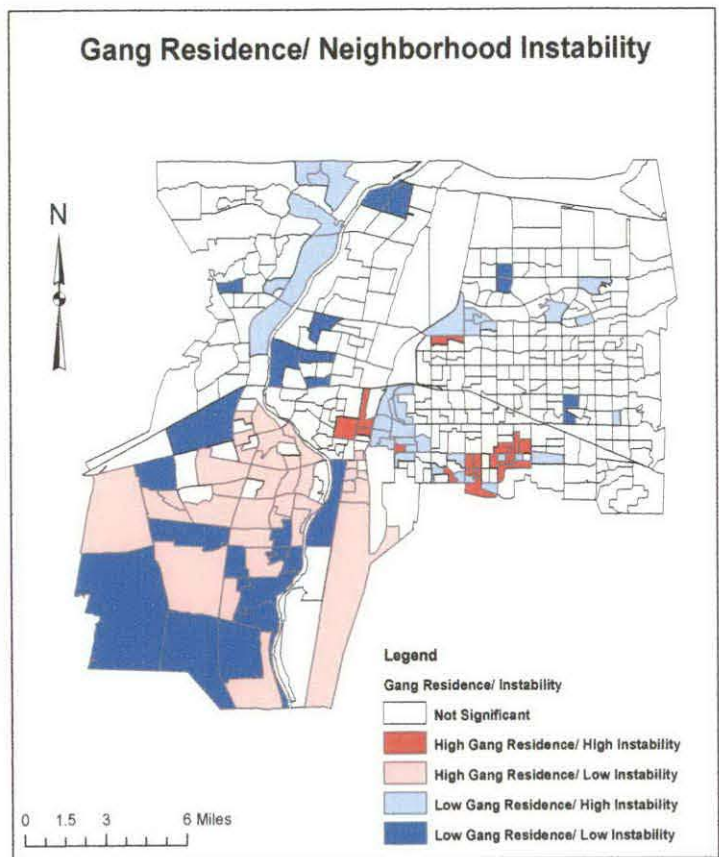 Gang Residence/ Neighborhood Instability
N
Legend
Gang Residence/ Instability
Not Significant
High Gang Residence/ High Instability
High Gang Residence/ Low Instability
Low Gang Residence/ High Instability
Low Gang Residence/ Low Instability
0 1.5 3 6 Miles